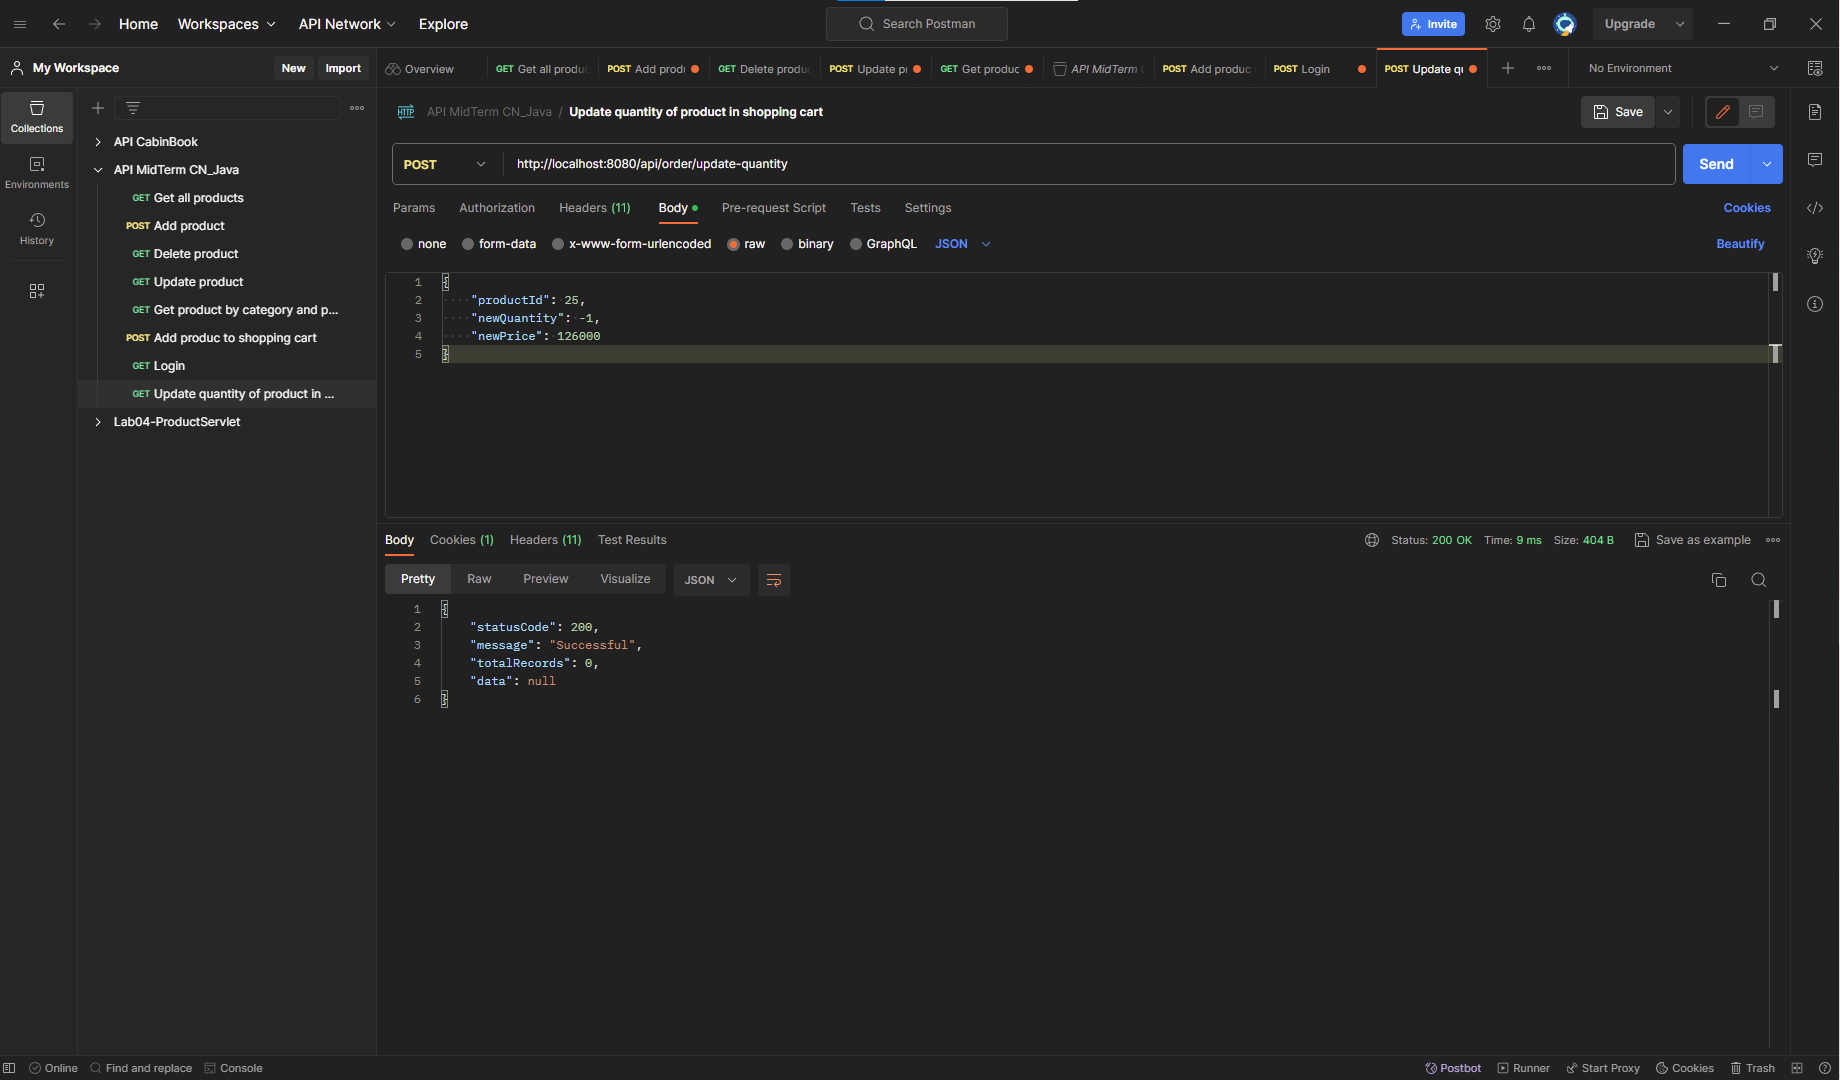 Home Workspaces API Network Explore Search Postman Invite Upgrade
My Workspace New Import
Overview GET Get all produc POST Add produ DEL GET Delete produc POST Update p GET Get produc API MidTerm POST Add produc POST Login POST Update q No Environment
Collections
Environments
History
API CabinBook
API MidTerm CN_Java
GET Get all products
POST Add product
GET Delete product
GET Update product
GET Get product by category and p...
POST Add produc to shopping cart
GET Login
GET Update quantity of product in ...
Lab04-ProductServlet
HTTP API MidTerm CN_Java / Update quantity of product in shopping cart Save
POST http://localhost:8080/api/order/update-quantity Send
Params Authorization Headers (11) Body Pre-request Script Tests Settings Cookies
none form-data x-www-form-urlencoded raw binary GraphQL JSON Beautify
1 {
2 "productId": 25,
3 "newQuantity": -1,
4 "newPrice": 126000
5 }
Body Cookies (1) Headers (11) Test Results Status: 200 OK Time: 9 ms Size: 404 B Save as example
Pretty Raw Preview Visualize JSON
1 {
2 "statusCode": 200,
3 "message": "Successful",
4 "totalRecords": 0,
5 "data": null
6 }
Online Find and replace Console Postbot Runner Start Proxy Cookies Trash